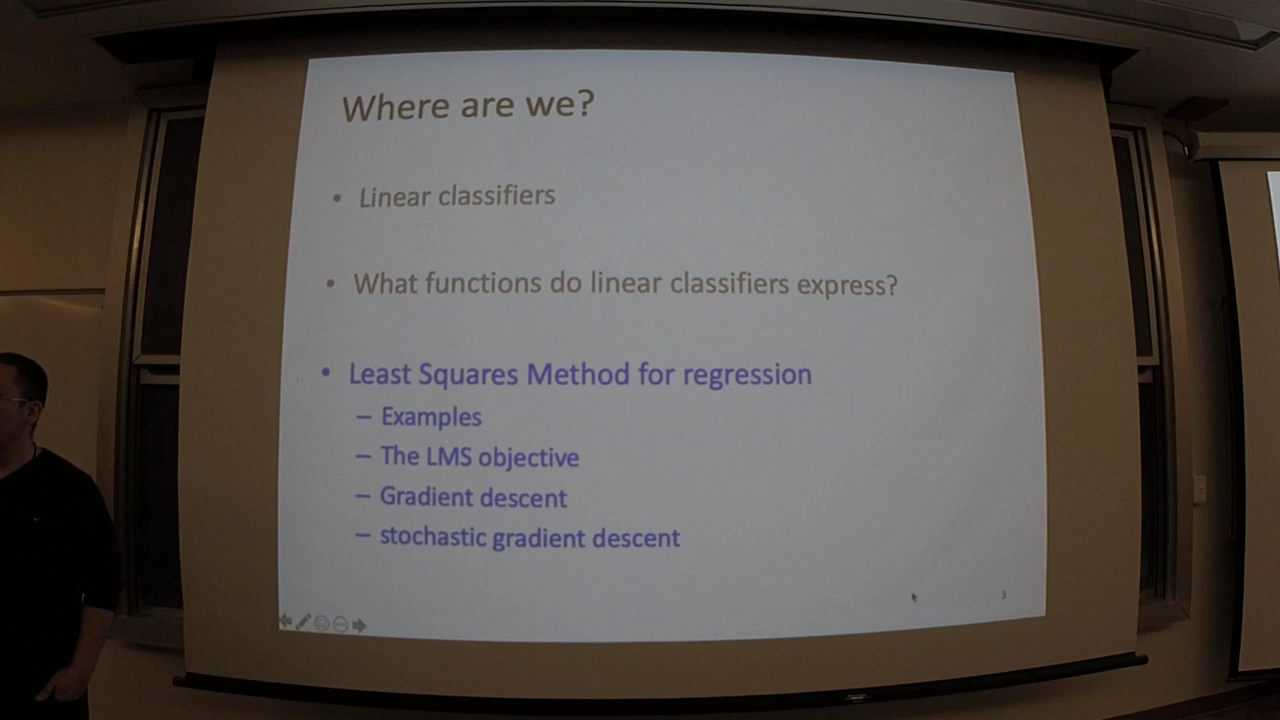 Where are we?
• Linear classifiers
• What functions do linear classifiers express?
• Least Squares Method for regression
– Examples
– The LMS objective
– Gradient descent
– stochastic gradient descent
3